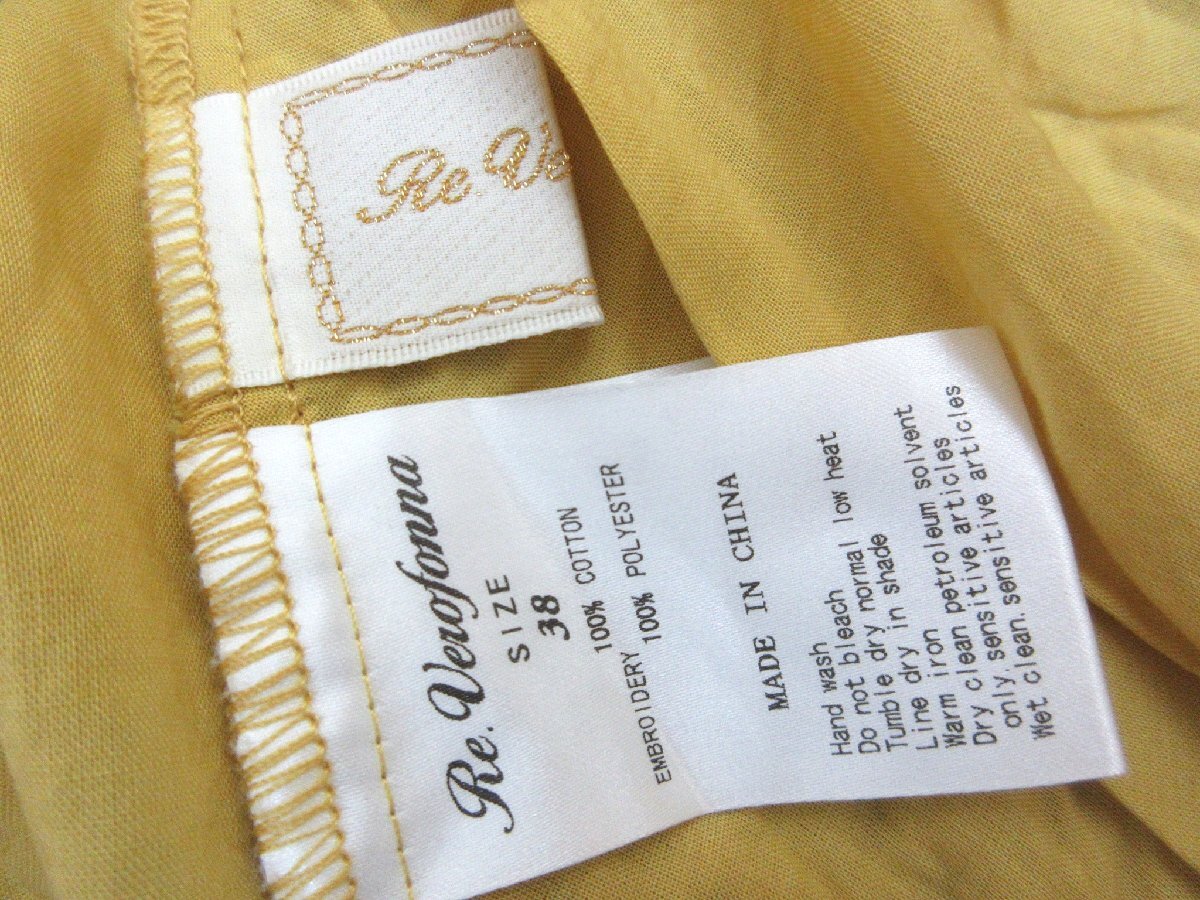 Re. Ve
Re. Verofonna
SIZE
38
100% COTTON
EMBROIDERY 100% POLYESTER
MADE IN CHINA
Hand wash
Do not bleach
Tumble dry normal low heat
Line dry in shade
Warm iron
Dry clean petroleum solvent
only, sensitive articles
Wet clean. sensitive articles